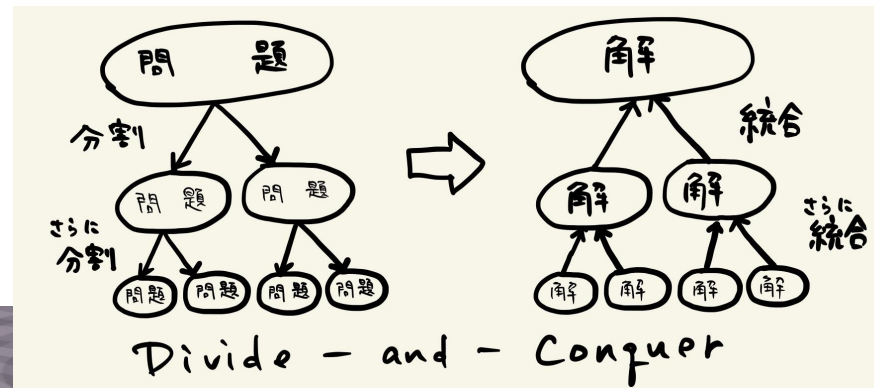 問 題
分割
問 題
問 題
さらに
分割
問題
問題
問題
問題
解
統合
解
解
さらに
統合
解
解
解
解
Divide - and - Conquer